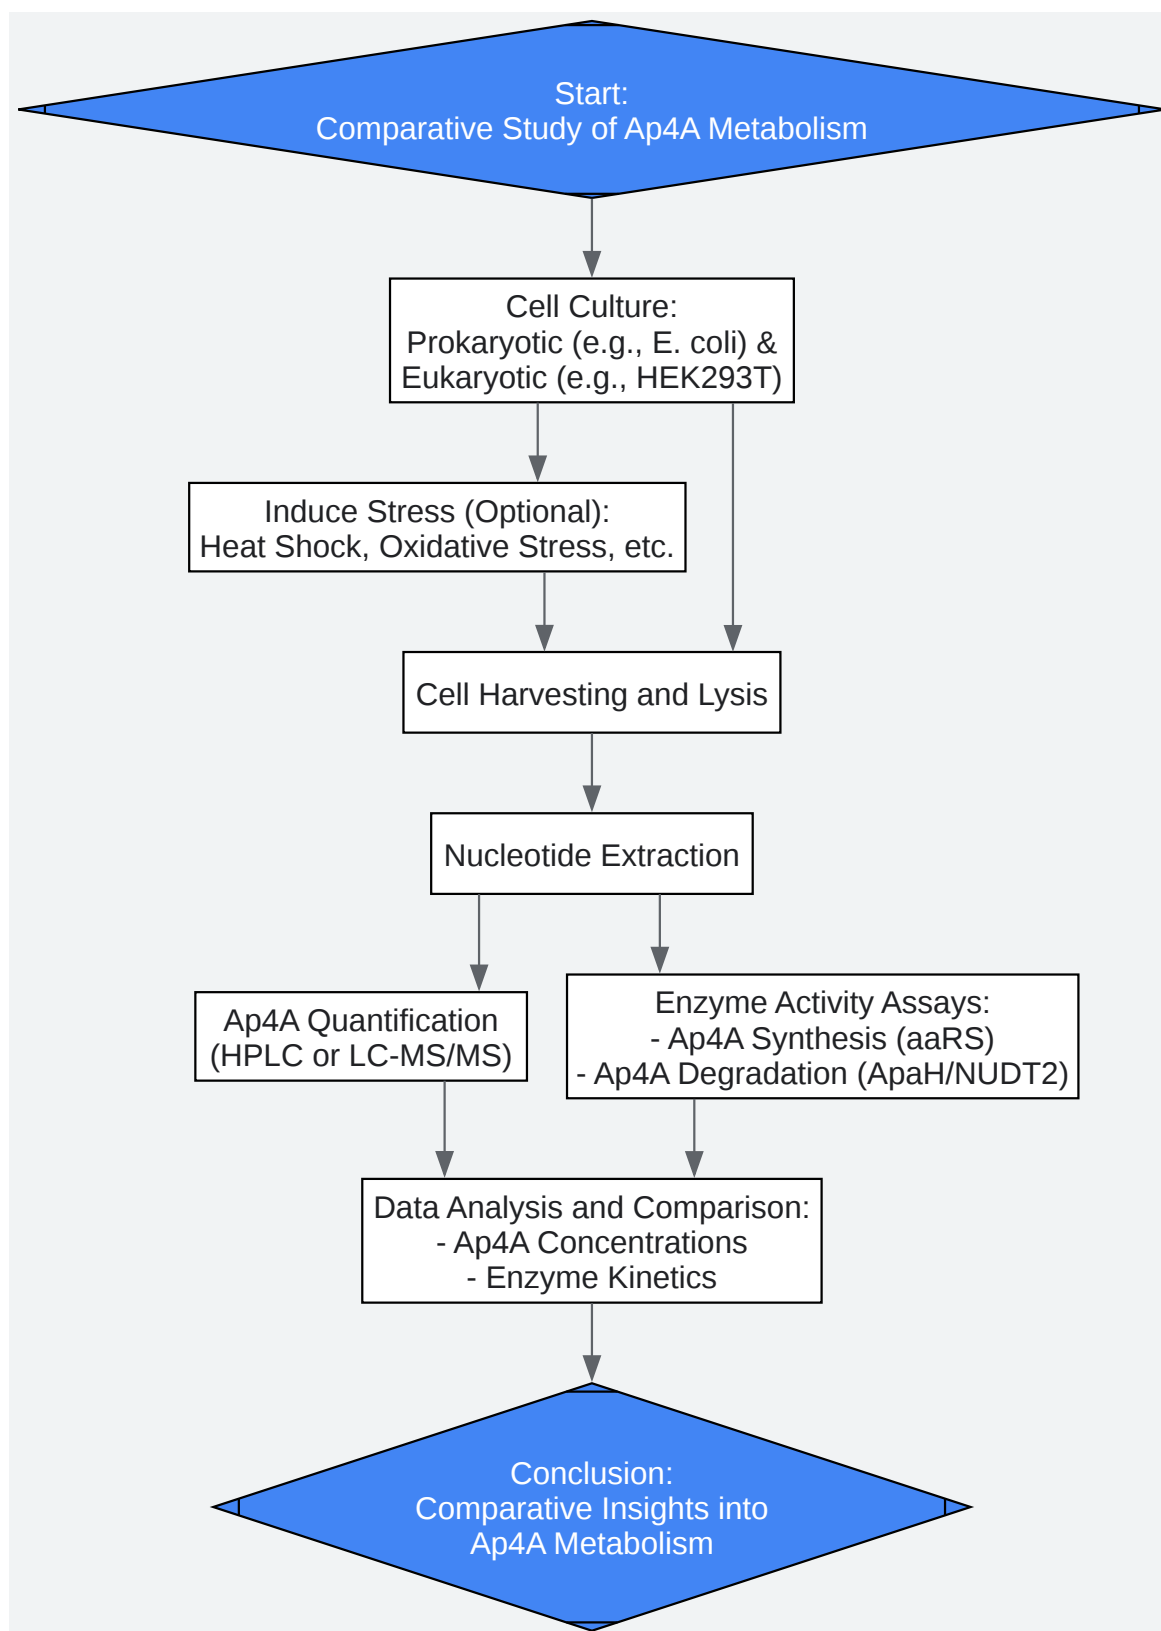 Start:
Comparative Study of Ap4A Metabolism
Cell Culture:
Prokaryotic (e.g., E. coli) &
Eukaryotic (e.g., HEK293T)
Induce Stress (Optional):
Heat Shock, Oxidative Stress, etc.
Cell Harvesting and Lysis
Nucleotide Extraction
Ap4A Quantification
(HPLC or LC-MS/MS)
Enzyme Activity Assays:
- Ap4A Synthesis (aaRS)
- Ap4A Degradation (ApaH/NUDT2)
Data Analysis and Comparison:
- Ap4A Concentrations
- Enzyme Kinetics
Conclusion:
Comparative Insights into
Ap4A Metabolism